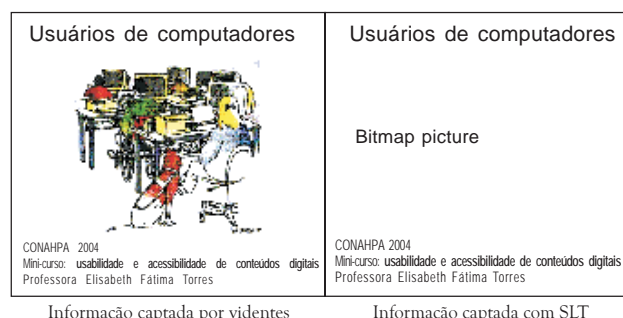 Usuários de computadores
CONAHPA 2004
Mini-curso: usabilidade e acessibilidade de conteúdos digitais
Professora Elisabeth Fátima Torres
Informação captada por videntes
Usuários de computadores
Bitmap picture
CONAHPA 2004
Mini-curso: usabilidade e acessibilidade de conteúdos digitais
Professora Elisabeth Fátima Torres
Informação captada com SLT